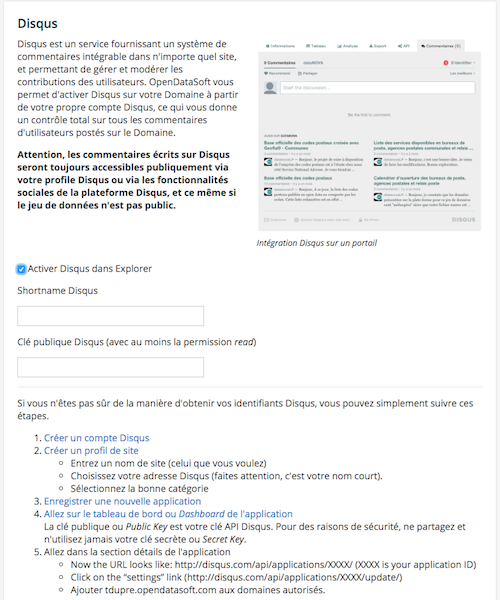 Disqus
Disqus est un service fournissant un système de
commentaires intégrable dans n'importe quel site,
et permettant de gérer et modérer les
contributions des utilisateurs. OpenDataSoft vous
permet d'activer Disqus sur votre Domaine à partir
de votre propre compte Disqus, ce qui vous donne
un contrôle total sur tous les commentaires
d'utilisateurs postés sur le Domaine.
Attention, les commentaires écrits sur Disqus
seront toujours accessibles publiquement via
votre profile Disqus ou via les fonctionnalités
sociales de la plateforme Disqus, et ce même si
le jeu de données n'est pas public.
Informations Tableau Analyse Export API Commentaires (0)
0 Commentaires
Recommend Partager Les meilleurs
Start the discussion...
Be the first to comment.
Base officielle des codes postaux croisée avec
Geofla® - Communes
Liste des services disponibles en bureaux de
poste, agences postales communales et relais ...
Base officielle des codes postaux
Calendrier d'ouverture des bureaux de poste,
agences postales et relais poste
DISQUS
Intégration Disqus sur un portail
Activer Disqus dans Explorer
Shortname Disqus
Clé publique Disqus (avec au moins la permission read)
Si vous n'êtes pas sûr de la manière d'obtenir vos identifiants Disqus, vous pouvez simplement suivre ces
étapes.
1. Créer un compte Disqus
2. Créer un profil de site
Entrez un nom de site (celui que vous voulez)
Choisissez votre adresse Disqus (faites attention, c'est votre nom court).
Sélectionnez la bonne catégorie
3. Enregistrer une nouvelle application
4. Allez sur le tableau de bord ou Dashboard de l'application
La clé publique ou Public Key est votre clé API Disqus. Pour des raisons de sécurité, ne partagez et
n'utilisez jamais votre clé secrète ou Secret Key.
5. Allez dans la section détails de l'application
Now the URL looks like: http://disqus.com/api/applications/XXXX/ (XXXX is your application ID)
Click on the “settings” link (http://disqus.com/api/applications/XXXX/update/)
Ajouter tdupre.opendatasoft.com aux domaines autorisés.